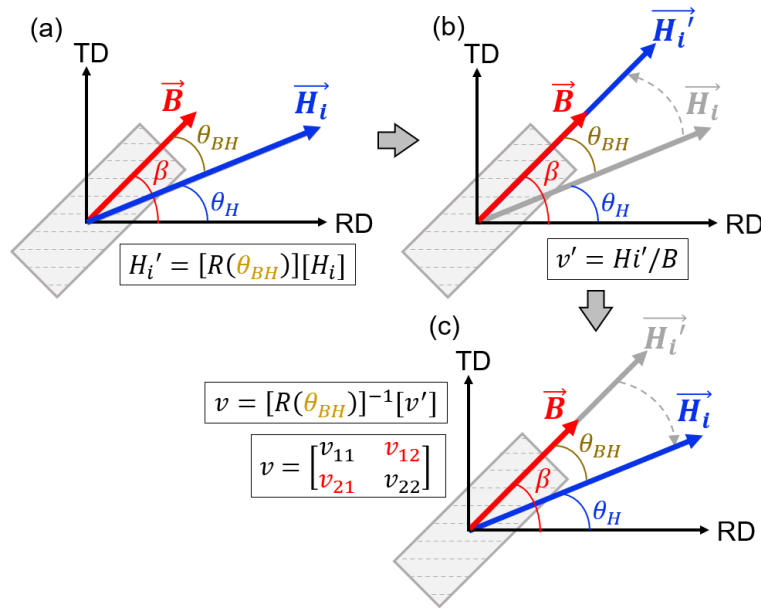 (a)
TD
B⃗
H_i⃗
θ_BH
β
θ_H
RD
H_i′ = [R(θ_BH)][H_i]
(b)
TD
H_i′⃗
B⃗
H_i⃗
θ_BH
β
θ_H
RD
v′ = Hi′/B
(c)
TD
H_i′⃗
B⃗
H_i⃗
θ_BH
β
θ_H
RD
v = [R(θ_BH)]⁻¹[v′]
v = [v₁₁ v₁₂
v₂₁ v₂₂]